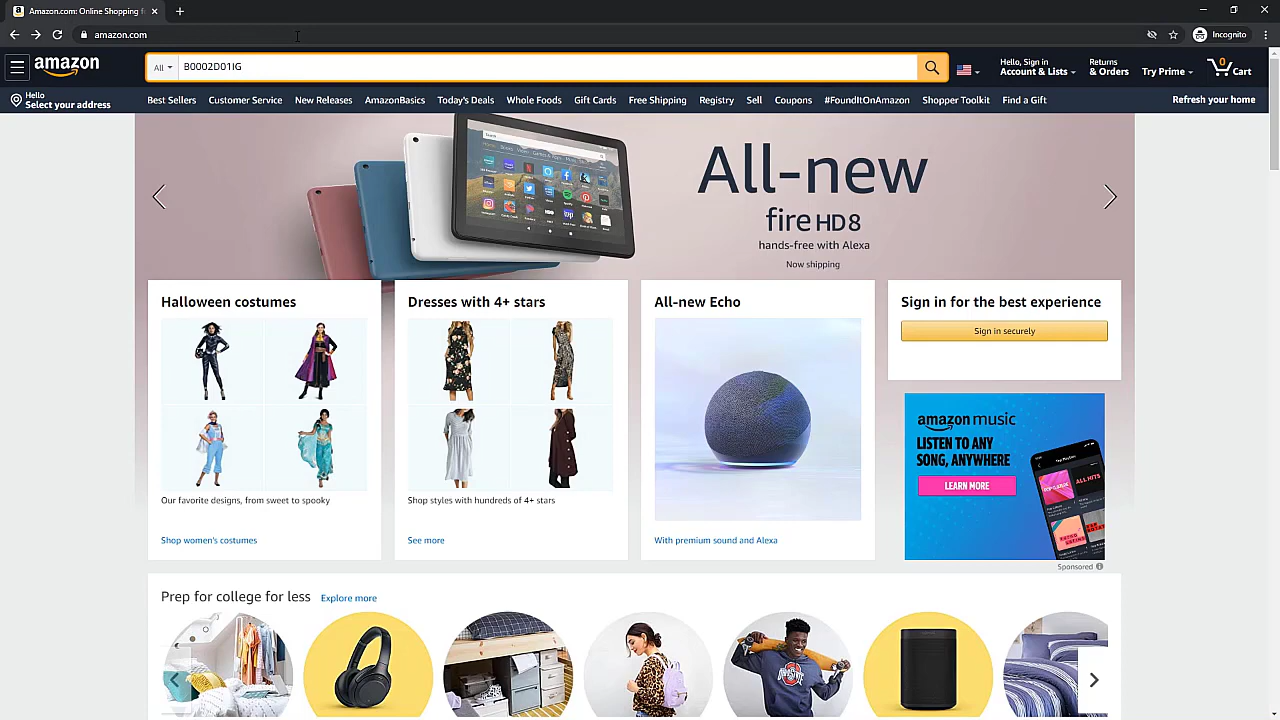 Amazon.com: Online Shopping f
amazon.com
Incognito
amazon
All
B0002D01IG
Hello, Sign in
Account & Lists
Returns
& Orders
Try Prime
0
Cart
Hello
Select your address
Best Sellers
Customer Service
New Releases
AmazonBasics
Today's Deals
Whole Foods
Gift Cards
Free Shipping
Registry
Sell
Coupons
#FoundItOnAmazon
Shopper Toolkit
Find a Gift
Refresh your home
All-new
fire HD 8
hands-free with Alexa
Now shipping
Halloween costumes
Our favorite designs, from sweet to spooky
Shop women's costumes
Dresses with 4+ stars
Shop styles with hundreds of 4+ stars
See more
All-new Echo
With premium sound and Alexa
Sign in for the best experience
Sign in securely
amazon music
LISTEN TO ANY
SONG, ANYWHERE
LEARN MORE
ALL HITS
Sponsored
Prep for college for less
Explore more
OHIO STATE